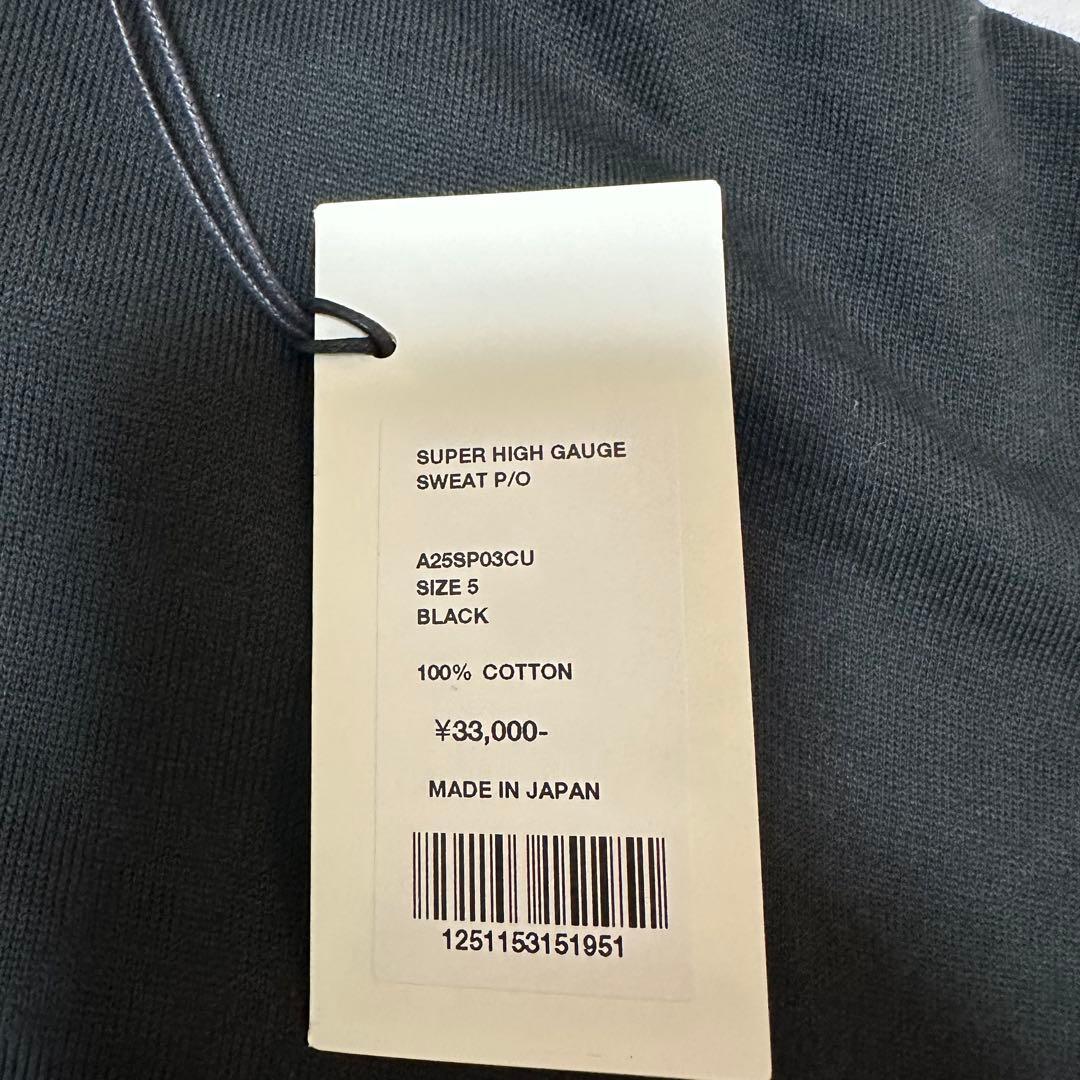 SUPER HIGH GAUGE
SWEAT P/O
A25SP03CU
SIZE 5
BLACK
100% COTTON
¥33,000-
MADE IN JAPAN
1251153151951